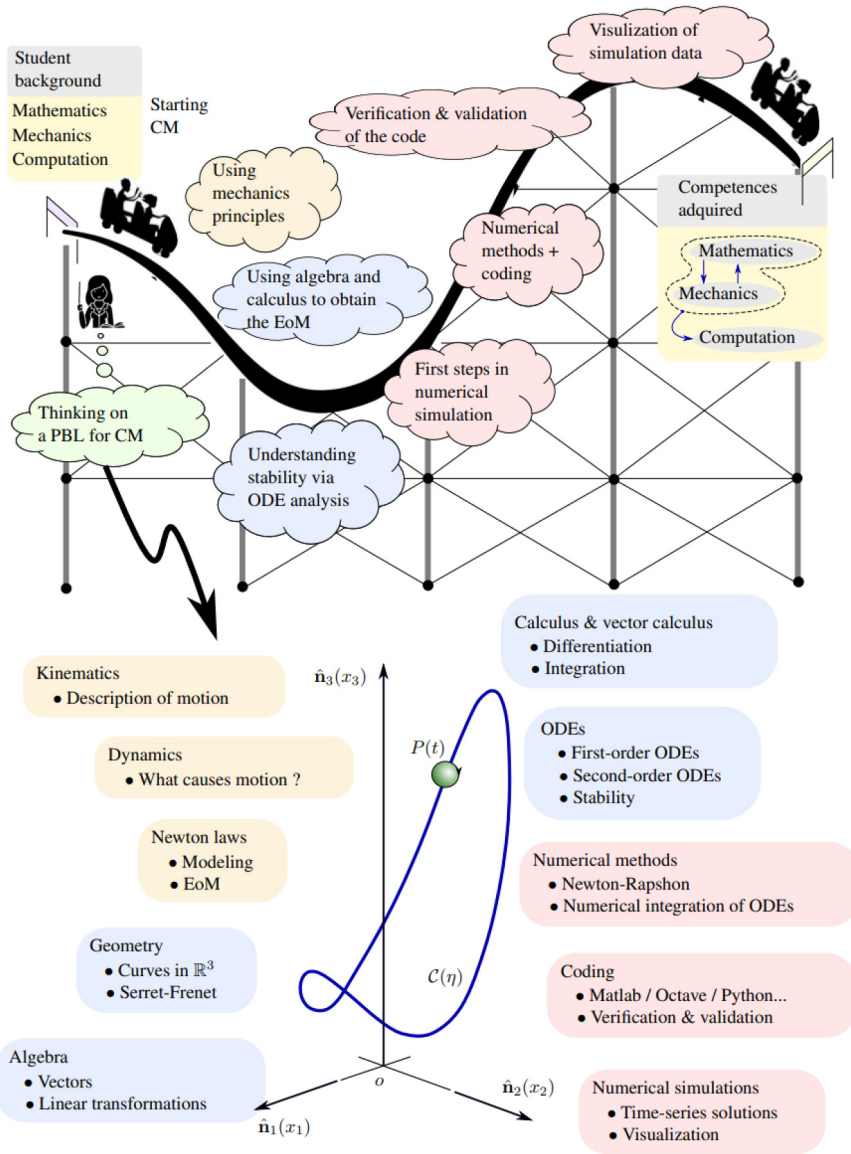 Student
background
Mathematics
Mechanics
Computation
Starting
CM
Using
mechanics
principles
Using algebra and
calculus to obtain
the EoM
Understanding
stability via
ODE analysis
First steps in
numerical
simulation
Numerical
methods +
coding
Verification & validation
of the code
Visulization of
simulation data
Competences
adquired
Mathematics
Mechanics
Computation
Thinking on
a PBL for CM
Kinematics
• Description of motion
Dynamics
• What causes motion ?
Newton laws
• Modeling
• EoM
Geometry
• Curves in ℝ³
• Serret-Frenet
Algebra
• Vectors
• Linear transformations
n̂₃(x₃)
P(t)
C(η)
o
n̂₁(x₁)
n̂₂(x₂)
Calculus & vector calculus
• Differentiation
• Integration
ODEs
• First-order ODEs
• Second-order ODEs
• Stability
Numerical methods
• Newton-Rapshon
• Numerical integration of ODEs
Coding
• Matlab / Octave / Python...
• Verification & validation
Numerical simulations
• Time-series solutions
• Visualization